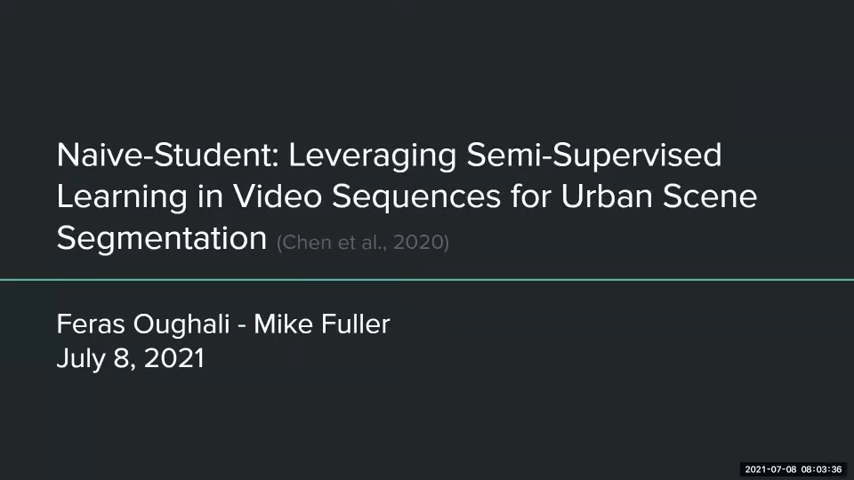 Naive-Student: Leveraging Semi-Supervised
Learning in Video Sequences for Urban Scene
Segmentation (Chen et al., 2020)
Feras Oughali - Mike Fuller
July 8, 2021
2021-07-08 08:03:36